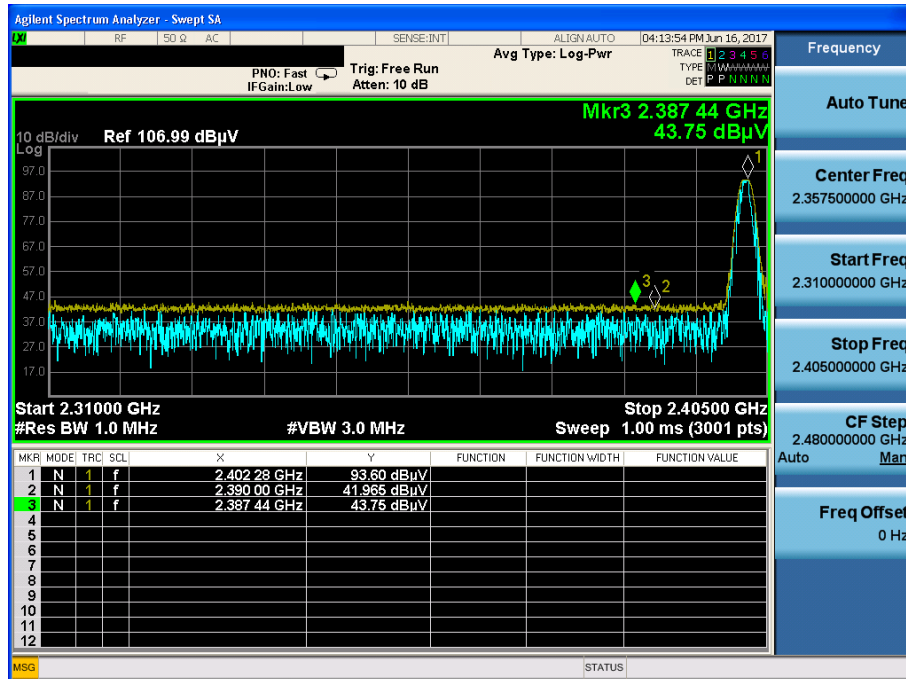 Agilent Spectrum Analyzer - Swept SA
LXI RF 50 Ω AC SENSE:INT ALIGN AUTO 04:13:54 PM Jun 16, 2017
Frequency
Avg Type: Log-Pwr
TRACE 1 2 3 4 5 6
PNO: Fast Trig: Free Run
TYPE M W W W W W
IFGain:Low Atten: 10 dB
DET P P N N N N
Auto Tune
Mkr3 2.387 44 GHz
10 dB/div Ref 106.99 dBµV 43.75 dBµV
Log
97.0
87.0
77.0
67.0
57.0
47.0
37.0
27.0
17.0
1
3
2
Center Freq
2.357500000 GHz
Start Freq
2.310000000 GHz
Stop Freq
2.405000000 GHz
Start 2.31000 GHz Stop 2.40500 GHz
#Res BW 1.0 MHz #VBW 3.0 MHz Sweep 1.00 ms (3001 pts)
CF Step
2.480000000 GHz
Auto Man
MKR MODE TRC SCL X Y FUNCTION FUNCTION WIDTH FUNCTION VALUE
1 N 1 f 2.402 28 GHz 93.60 dBµV
2 N 1 f 2.390 00 GHz 41.965 dBµV
3 N 1 f 2.387 44 GHz 43.75 dBµV
4
5
6
7
8
9
10
11
12
Freq Offset
0 Hz
MSG STATUS